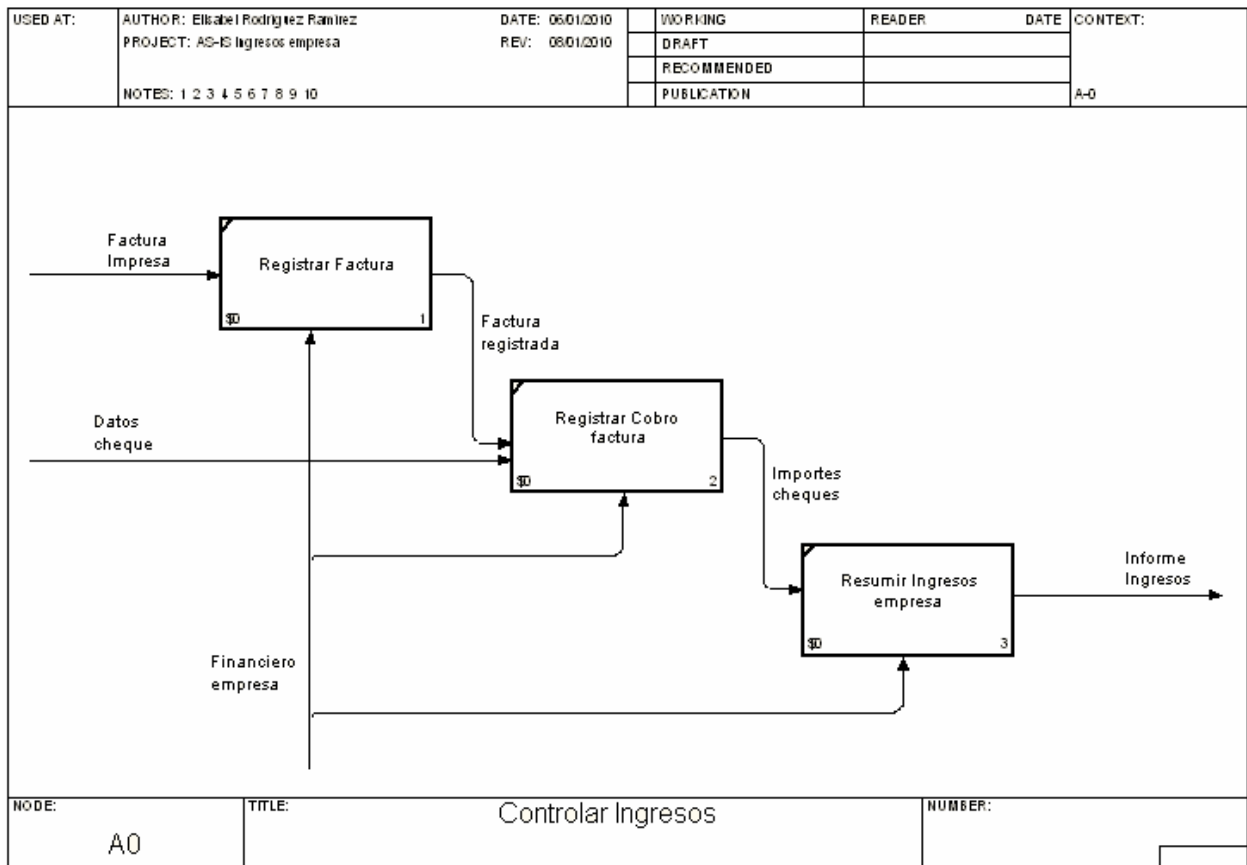 USED AT:
AUTHOR: Elisabel Rodriguez Ramirez
DATE: 06/01/2010
PROJECT: AS-IS Ingresos empresa
REV: 08/01/2010
NOTES: 1 2 3 4 5 6 7 8 9 10
WORKING
DRAFT
RECOMMENDED
PUBLICATION
READER DATE
CONTEXT:
A-0
Factura
Impresa
Registrar Factura
$0 1
Factura
registrada
Datos
cheque
Registrar Cobro
factura
$0 2
Importes
cheques
Resumir Ingresos
empresa
$0 3
Informe
Ingresos
Financiero
empresa
NODE:
A0
TITLE:
Controlar Ingresos
NUMBER: